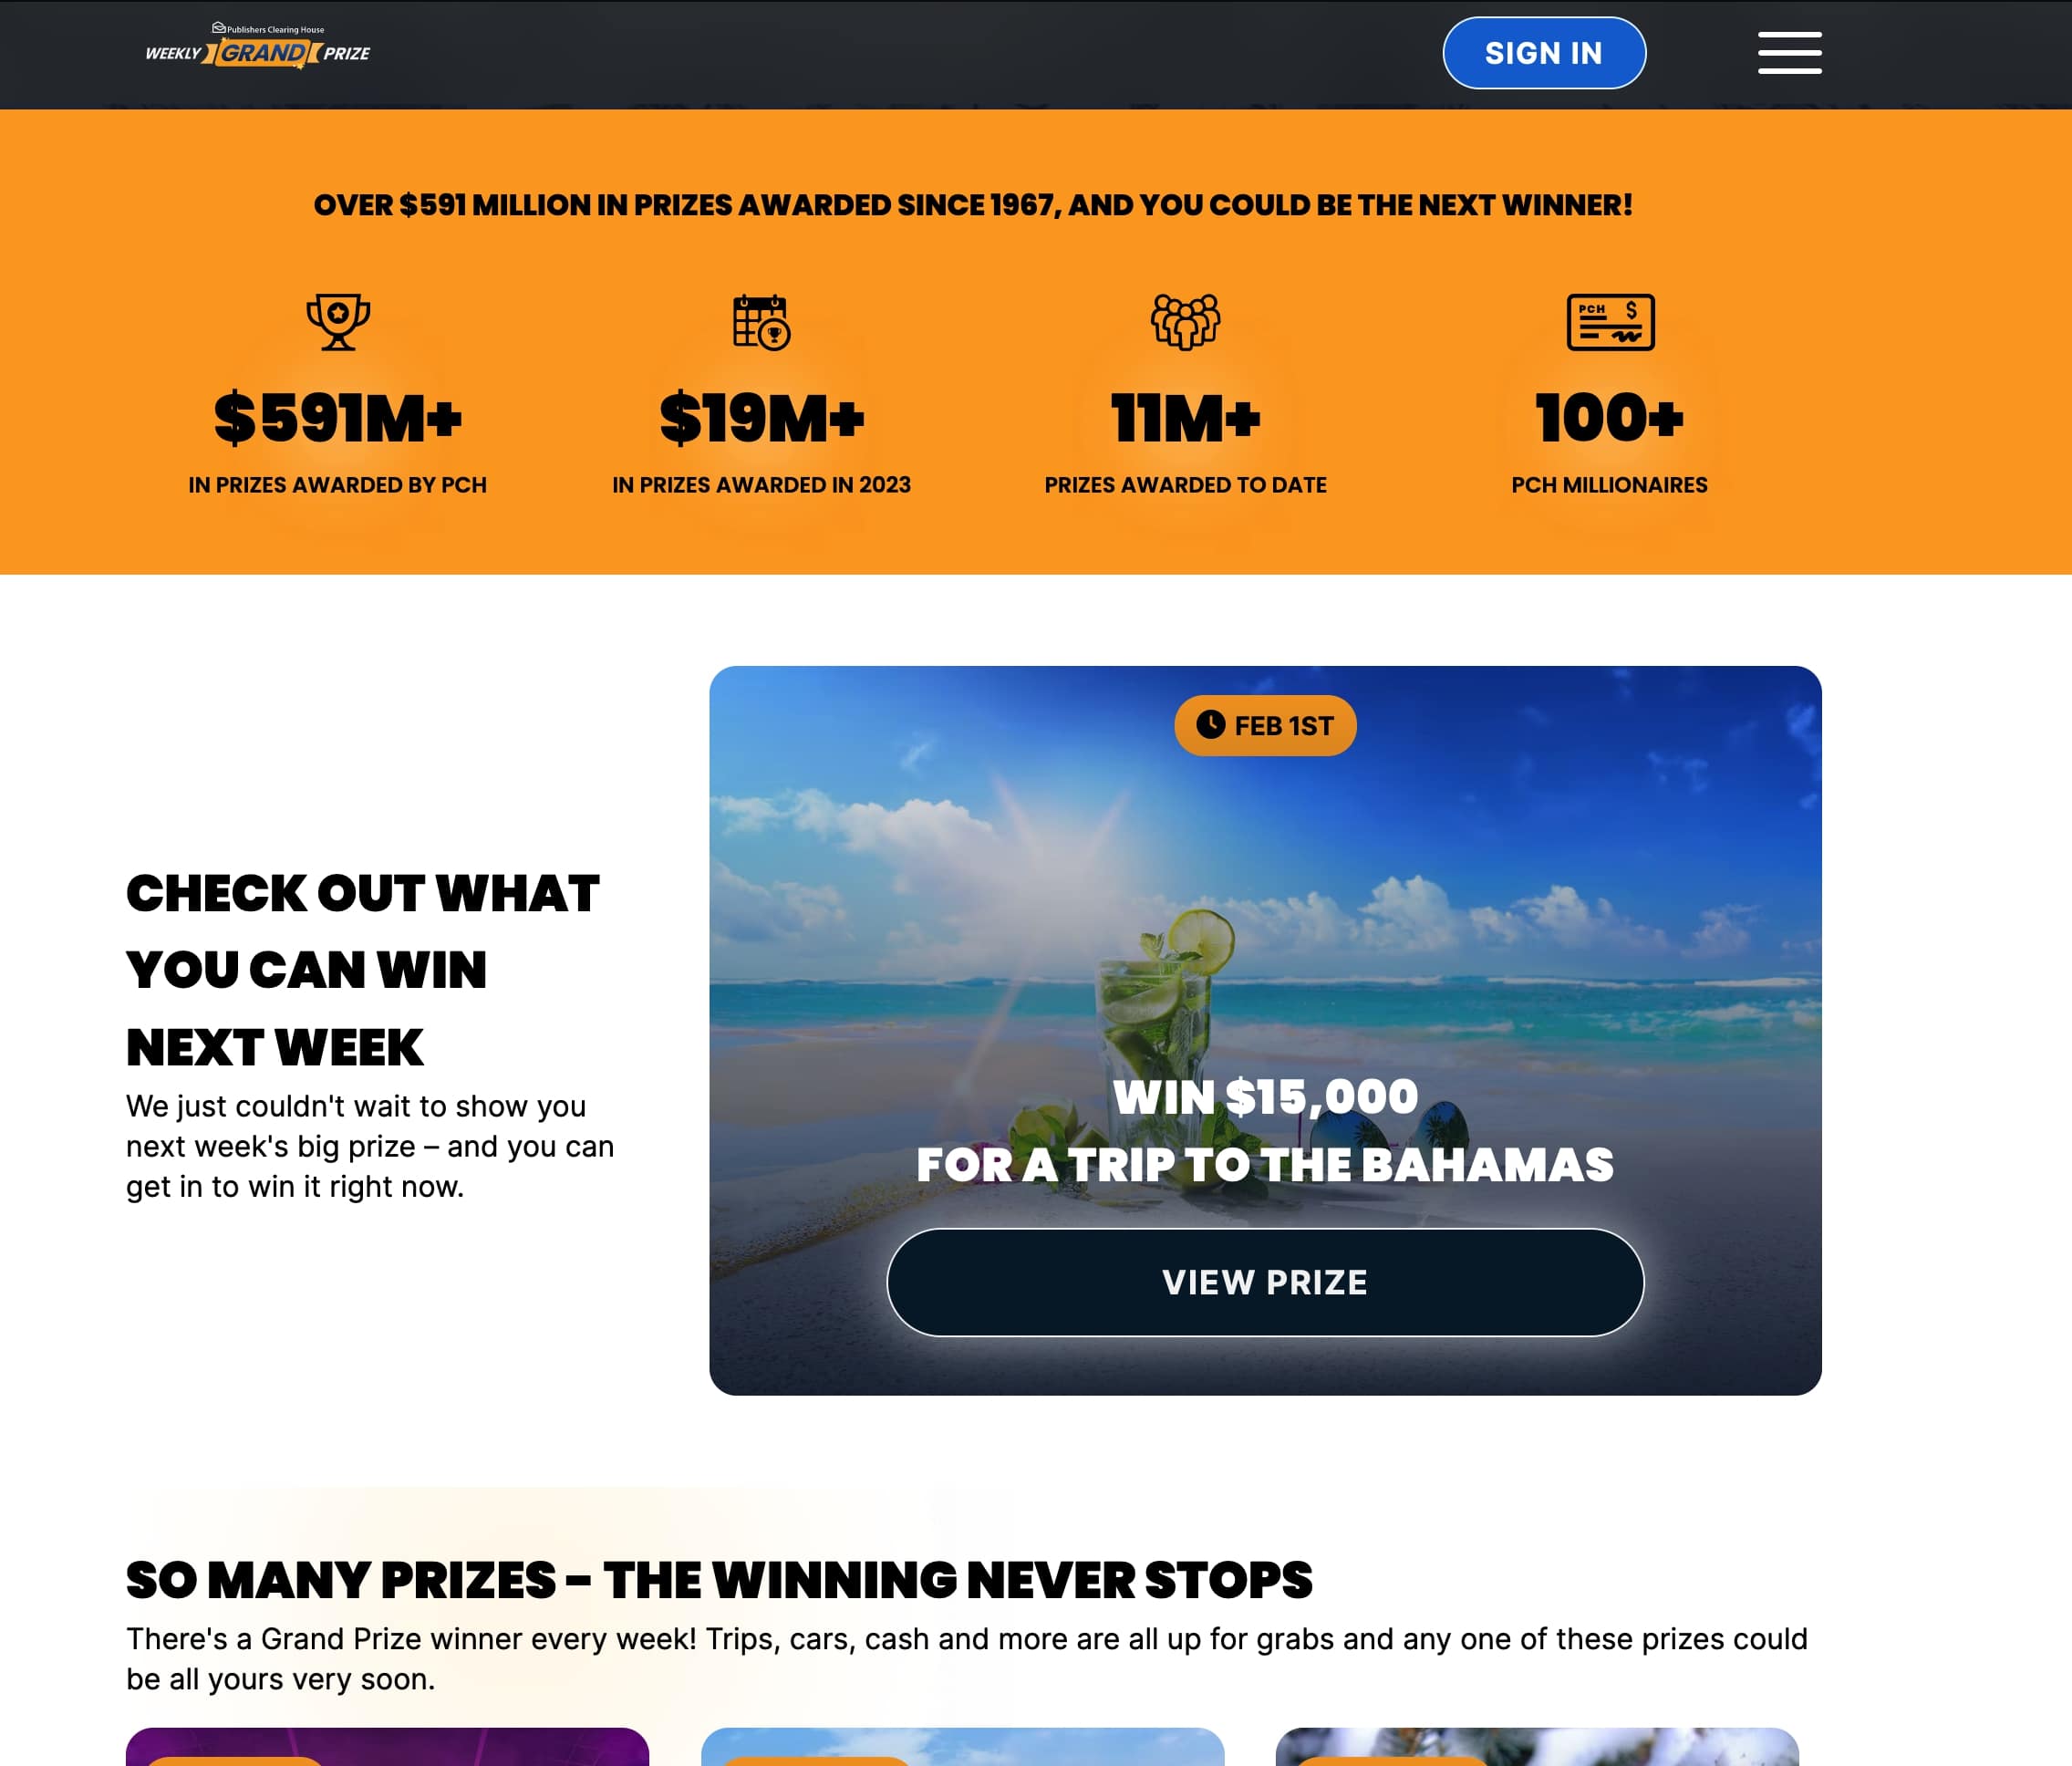 Publishers Clearing House
WEEKLY GRAND PRIZE
SIGN IN
OVER $591 MILLION IN PRIZES AWARDED SINCE 1967, AND YOU COULD BE THE NEXT WINNER!
PCH $
$591M+
$19M+
11M+
100+
IN PRIZES AWARDED BY PCH
IN PRIZES AWARDED IN 2023
PRIZES AWARDED TO DATE
PCH MILLIONAIRES
CHECK OUT WHAT
YOU CAN WIN
NEXT WEEK
We just couldn't wait to show you
next week's big prize – and you can
get in to win it right now.
FEB 1ST
WIN $15,000
FOR A TRIP TO THE BAHAMAS
VIEW PRIZE
SO MANY PRIZES – THE WINNING NEVER STOPS
There's a Grand Prize winner every week! Trips, cars, cash and more are all up for grabs and any one of these prizes could
be all yours very soon.